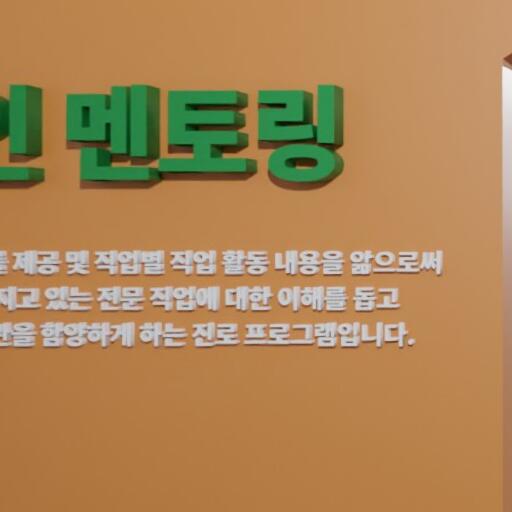 멘토링
제공 및 직업별 직업 활동 내용을 앎으로써
있는 전문 직업에 대한 이해를 돕고
함양하게 하는 진로 프로그램입니다.